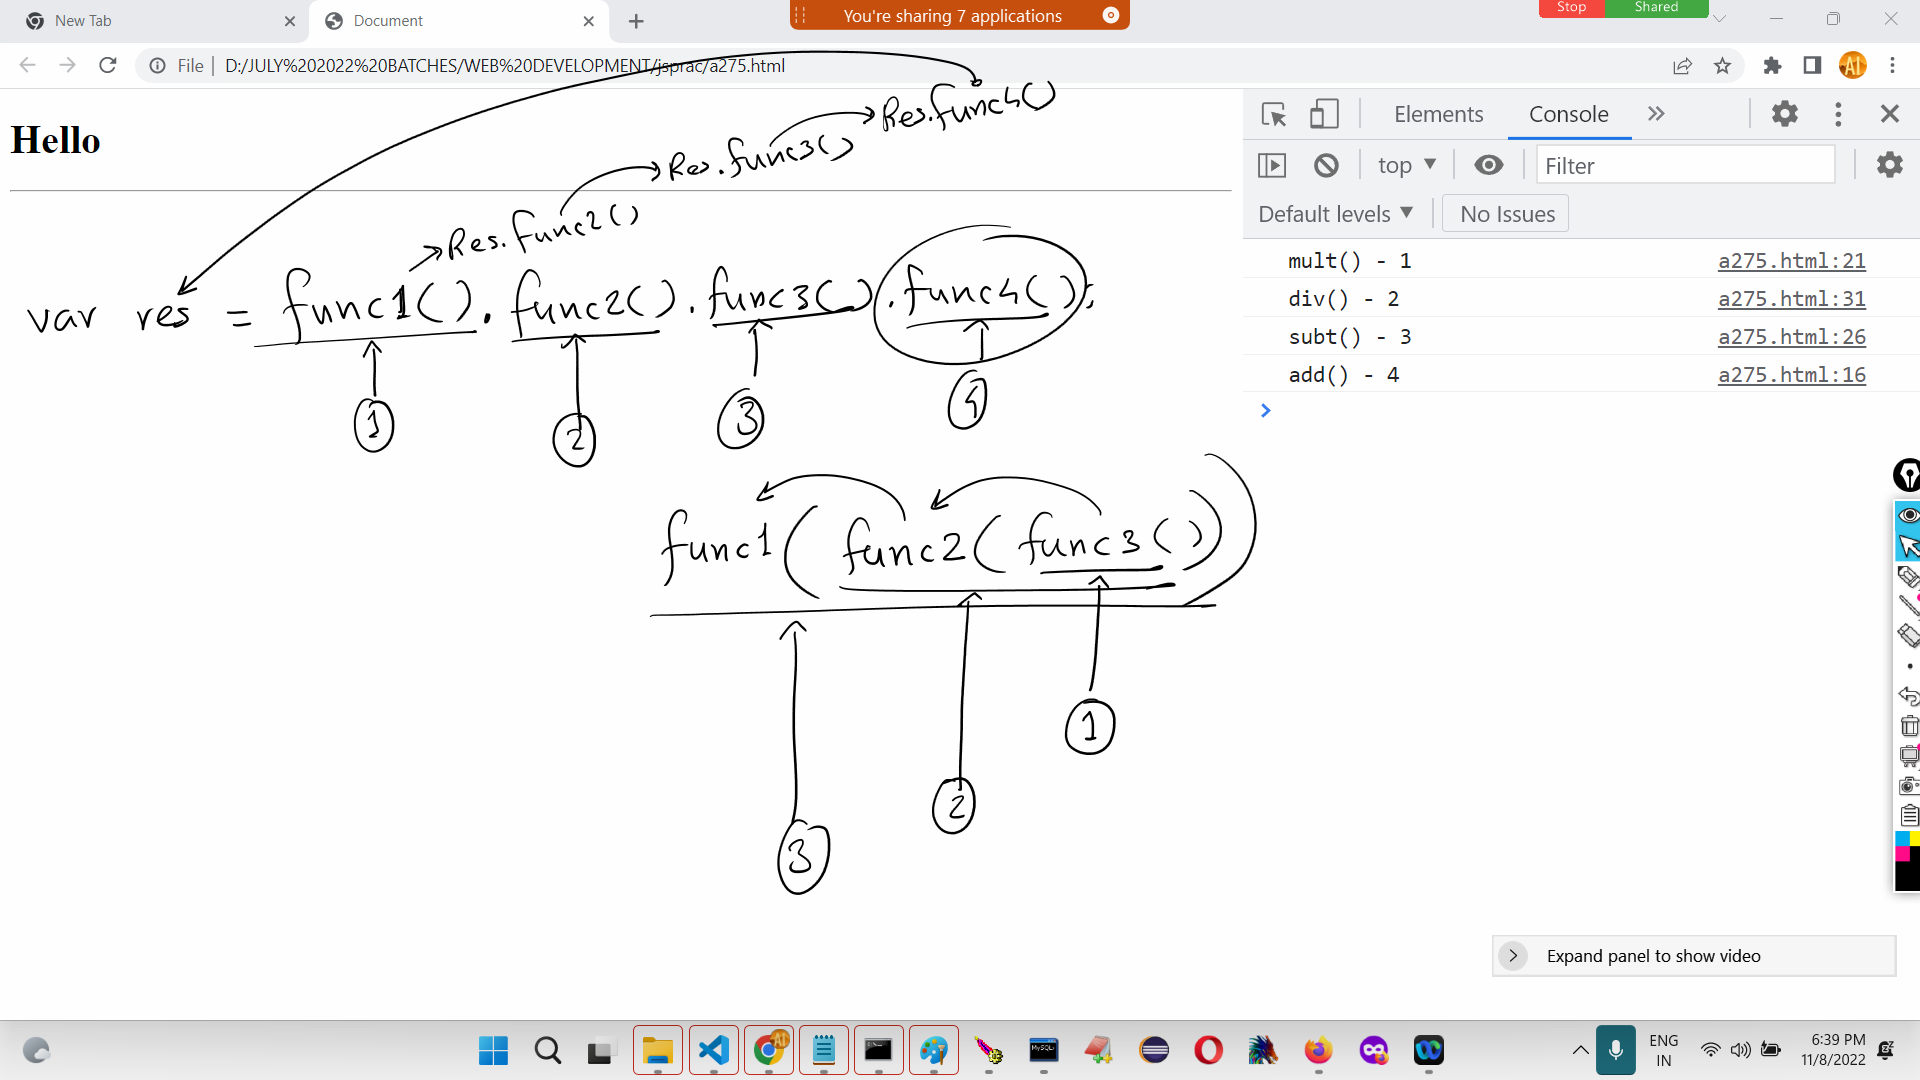 New Tab
Document
You're sharing 7 applications
Stop
Shared
File
D:/JULY%202022%20BATCHES/WEB%20DEVELOPMENT/jsprac/a275.html
Hello
Res.func4()
Res.func3()
Res.func2()
var res = func1().func2().func3().func4();
1
2
3
4
func1(func2(func3()))
1
2
3
Elements
Console
top
Filter
Default levels
No Issues
mult() - 1 a275.html:21
div() - 2 a275.html:31
subt() - 3 a275.html:26
add() - 4 a275.html:16
Expand panel to show video
AI
MySQL
ENG
IN
6:39 PM
11/8/2022